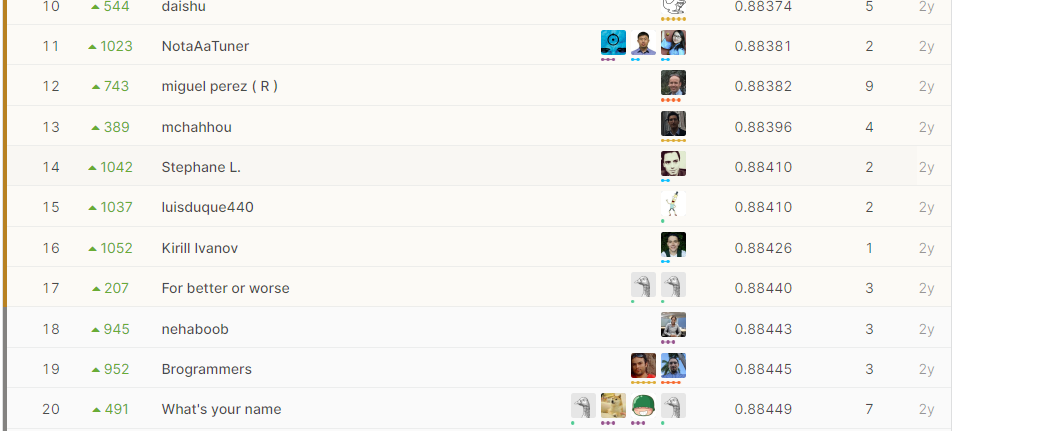 10 544 daishu 0.88374 5 2y
11 1023 NotaAaTuner 0.88381 2 2y
12 743 miguel perez ( R ) 0.88382 9 2y
13 389 mchahhou 0.88396 4 2y
14 1042 Stephane L. 0.88410 2 2y
15 1037 luisduque440 0.88410 2 2y
16 1052 Kirill Ivanov 0.88426 1 2y
17 207 For better or worse 0.88440 3 2y
18 945 nehaboob 0.88443 3 2y
19 952 Brogrammers 0.88445 3 2y
20 491 What's your name 0.88449 7 2y